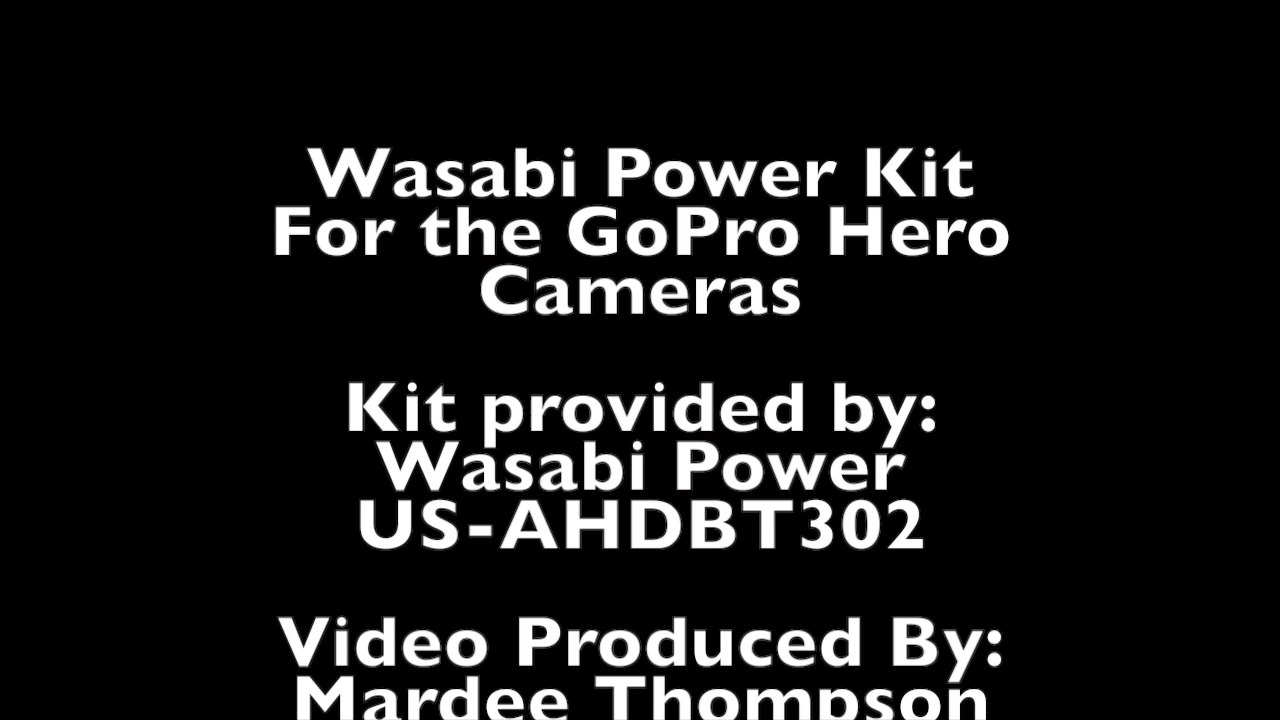 Wasabi Power Kit
For the GoPro Hero
Cameras
Kit provided by:
Wasabi Power
US-AHDBT302
Video Produced By:
Mardee Thompson